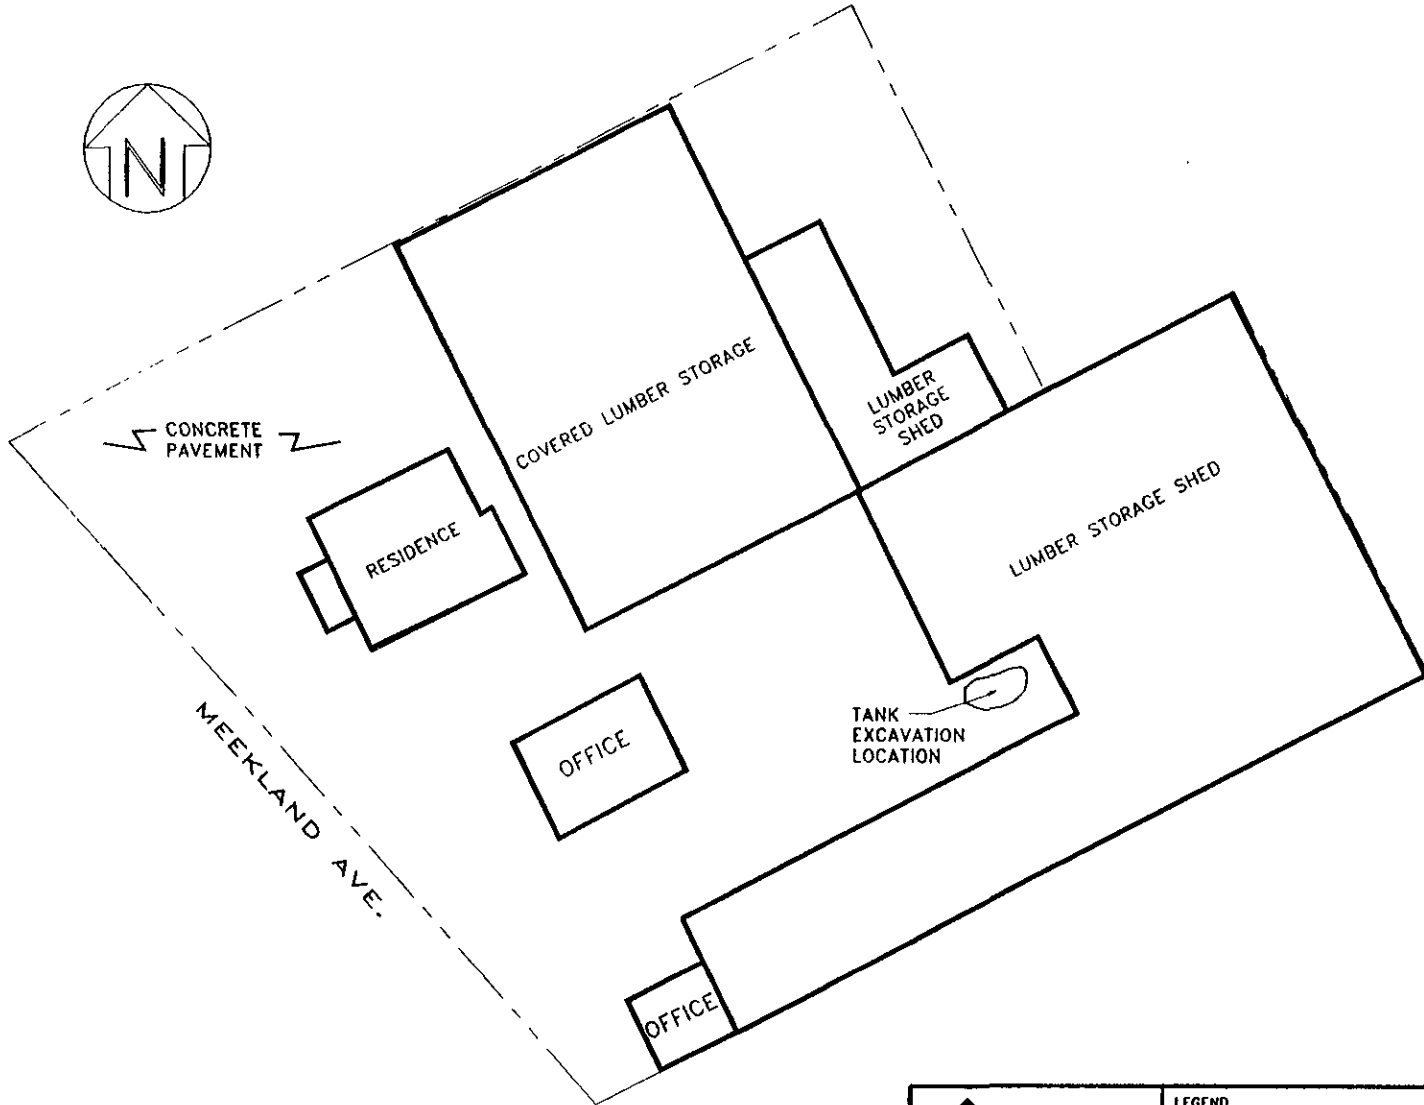 N
COVERED LUMBER STORAGE
LUMBER
STORAGE
SHED
CONCRETE
PAVEMENT
RESIDENCE
LUMBER STORAGE SHED
TANK
EXCAVATION
LOCATION
OFFICE
MEEKLAND AVE.
OFFICE
LEGEND